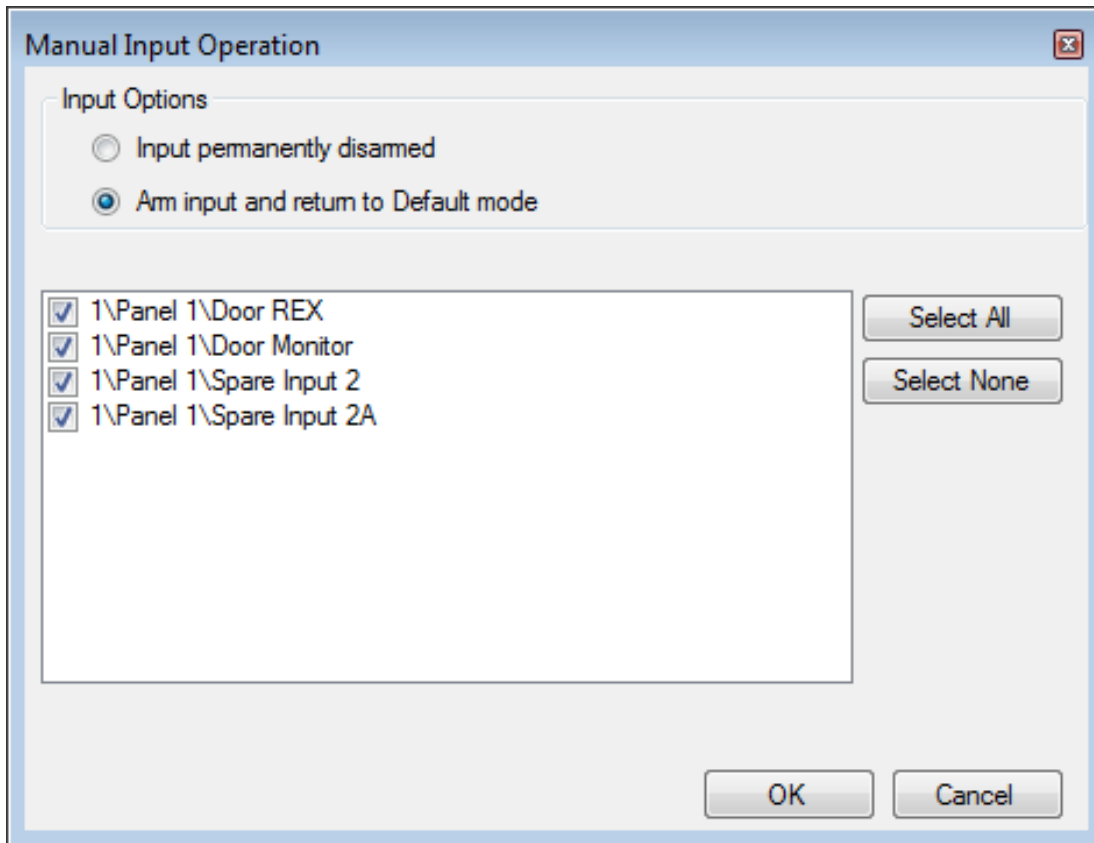 Manual Input Operation
Input Options
Input permanently disarmed
Arm input and return to Default mode
1\Panel 1\Door REX
1\Panel 1\Door Monitor
1\Panel 1\Spare Input 2
1\Panel 1\Spare Input 2A
Select All
Select None
OK
Cancel